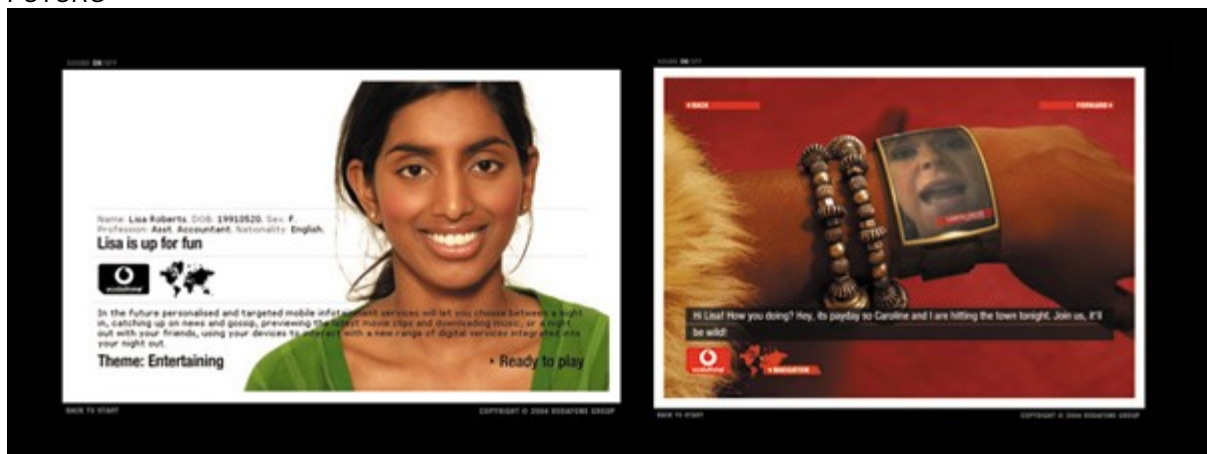 FUTURO
SOUND ON/OFF
Name: Lisa Roberts. DOB: 19910520. Sex: F.
Profession: Asst. Accountant. Nationality: English.
Lisa is up for fun
vodafone
In the future personalised and targeted mobile infotainment services will let you choose between a night
in, catching up on news and gossip, previewing the latest movie clips and downloading music, or a night
out with your friends, using your devices to interact with a new range of digital services integrated into
your night out.
Theme: Entertaining
Ready to play
BACK TO START
COPYRIGHT © 2004 VODAFONE GROUP
SOUND ON/OFF
BACK
FORWARD
Hi Lisa! How you doing? Hey, its payday so Caroline and I are hitting the town tonight. Join us, it'll
be wild!
vodafone
NAVIGATION
BACK TO START
COPYRIGHT © 2004 VODAFONE GROUP